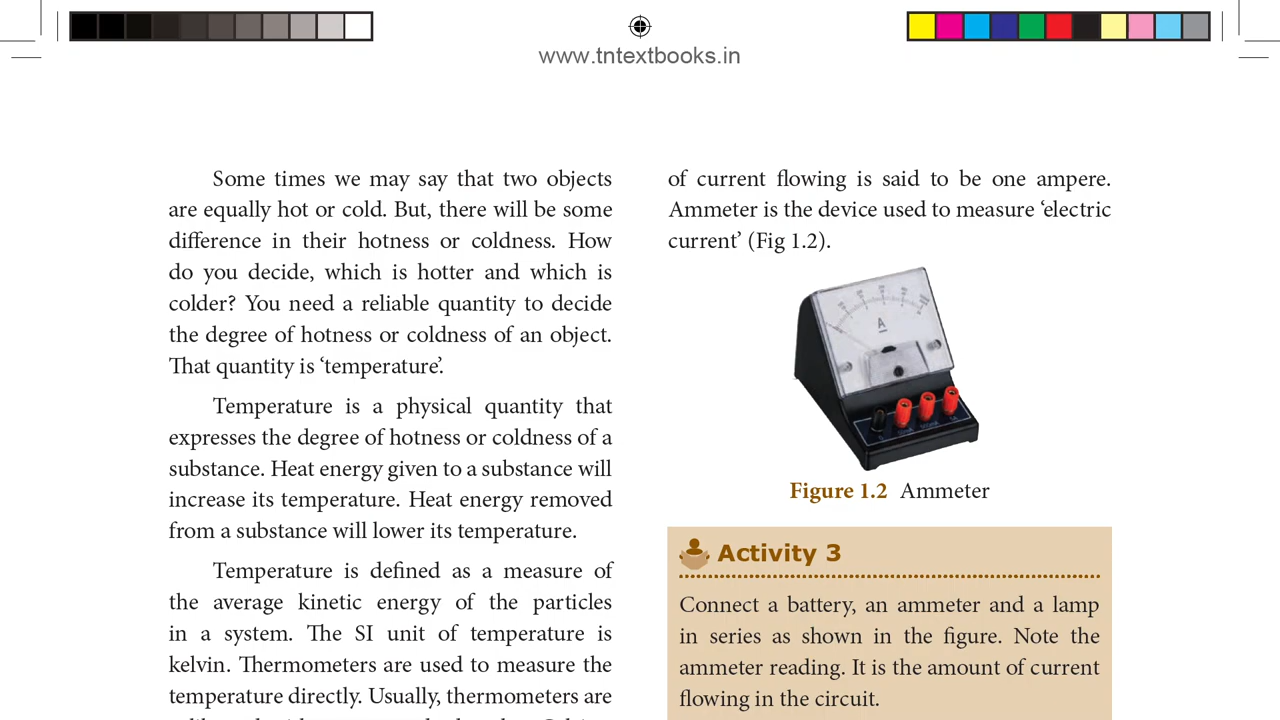 www.tntextbooks.in
Some times we may say that two objects
are equally hot or cold. But, there will be some
difference in their hotness or coldness. How
do you decide, which is hotter and which is
colder? You need a reliable quantity to decide
the degree of hotness or coldness of an object.
That quantity is ‘temperature’.
Temperature is a physical quantity that
expresses the degree of hotness or coldness of a
substance. Heat energy given to a substance will
increase its temperature. Heat energy removed
from a substance will lower its temperature.
Temperature is defined as a measure of
the average kinetic energy of the particles
in a system. The SI unit of temperature is
kelvin. Thermometers are used to measure the
temperature directly. Usually, thermometers are
of current flowing is said to be one ampere.
Ammeter is the device used to measure ‘electric
current’ (Fig 1.2).
A
Figure 1.2 Ammeter
Activity 3
Connect a battery, an ammeter and a lamp
in series as shown in the figure. Note the
ammeter reading. It is the amount of current
flowing in the circuit.